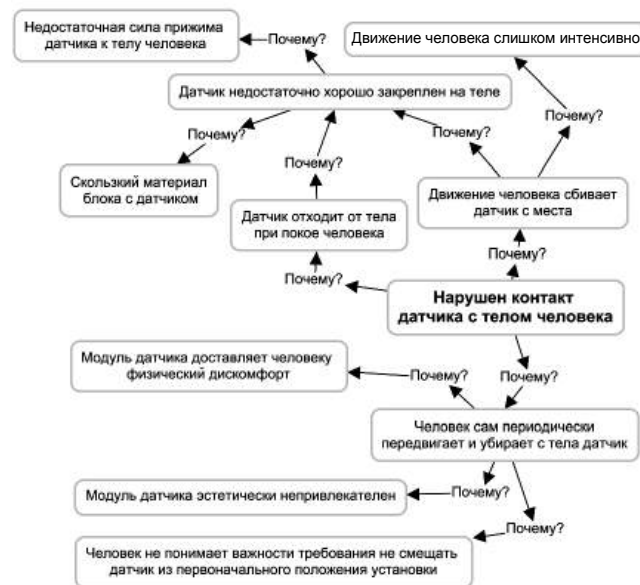 Недостаточная сила прижима
датчика к телу человека
Почему?
Движение человека слишком интенсивно
Датчик недостаточно хорошо закреплен на теле
Почему?
Почему?
Почему?
Почему?
Скользкий материал
блока с датчиком
Датчик отходит от тела
при покое человека
Движение человека сбивает
датчик с места
Почему?
Почему?
Нарушен контакт
датчика с телом человека
Модуль датчика доставляет человеку
физический дискомфорт
Почему?
Почему?
Человек сам периодически
передвигает и убирает с тела датчик
Модуль датчика эстетически непривлекателен
Почему?
Почему?
Человек не понимает важности требования не смещать
датчик из первоначального положения установки